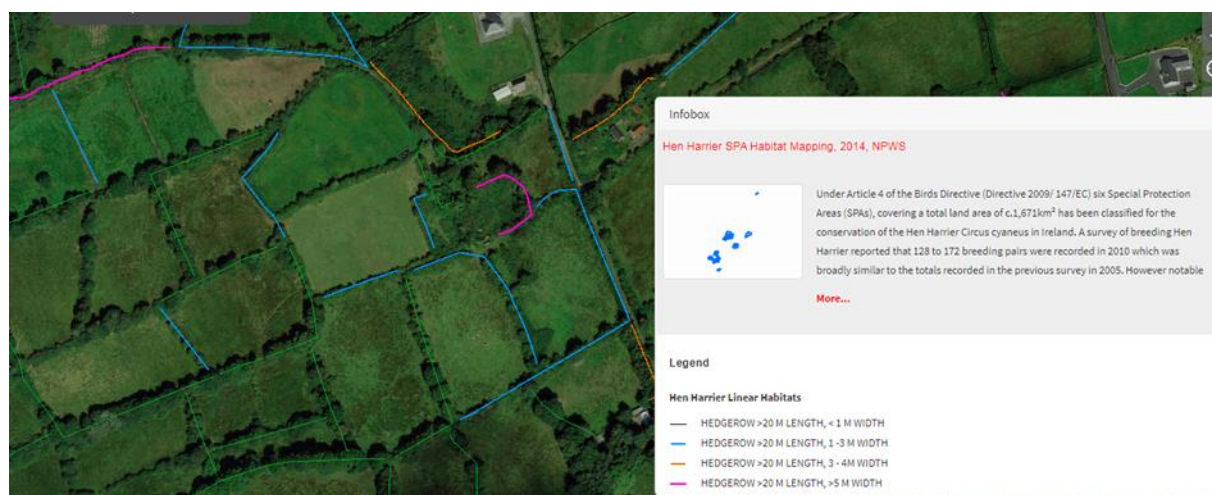 Infobox
Hen Harrier SPA Habitat Mapping, 2014, NPWS
Under Article 4 of the Birds Directive (Directive 2009/ 147/EC) six Special Protection
Areas (SPAs), covering a total land area of c.1,671km² has been classified for the
conservation of the Hen Harrier Circus cyaneus in Ireland. A survey of breeding Hen
Harrier reported that 128 to 172 breeding pairs were recorded in 2010 which was
broadly similar to the totals recorded in the previous survey in 2005. However notable
More...
Legend
Hen Harrier Linear Habitats
HEDGEROW >20 M LENGTH, < 1 M WIDTH
HEDGEROW >20 M LENGTH, 1 -3 M WIDTH
HEDGEROW >20 M LENGTH, 3 - 4M WIDTH
HEDGEROW >20 M LENGTH, >5 M WIDTH